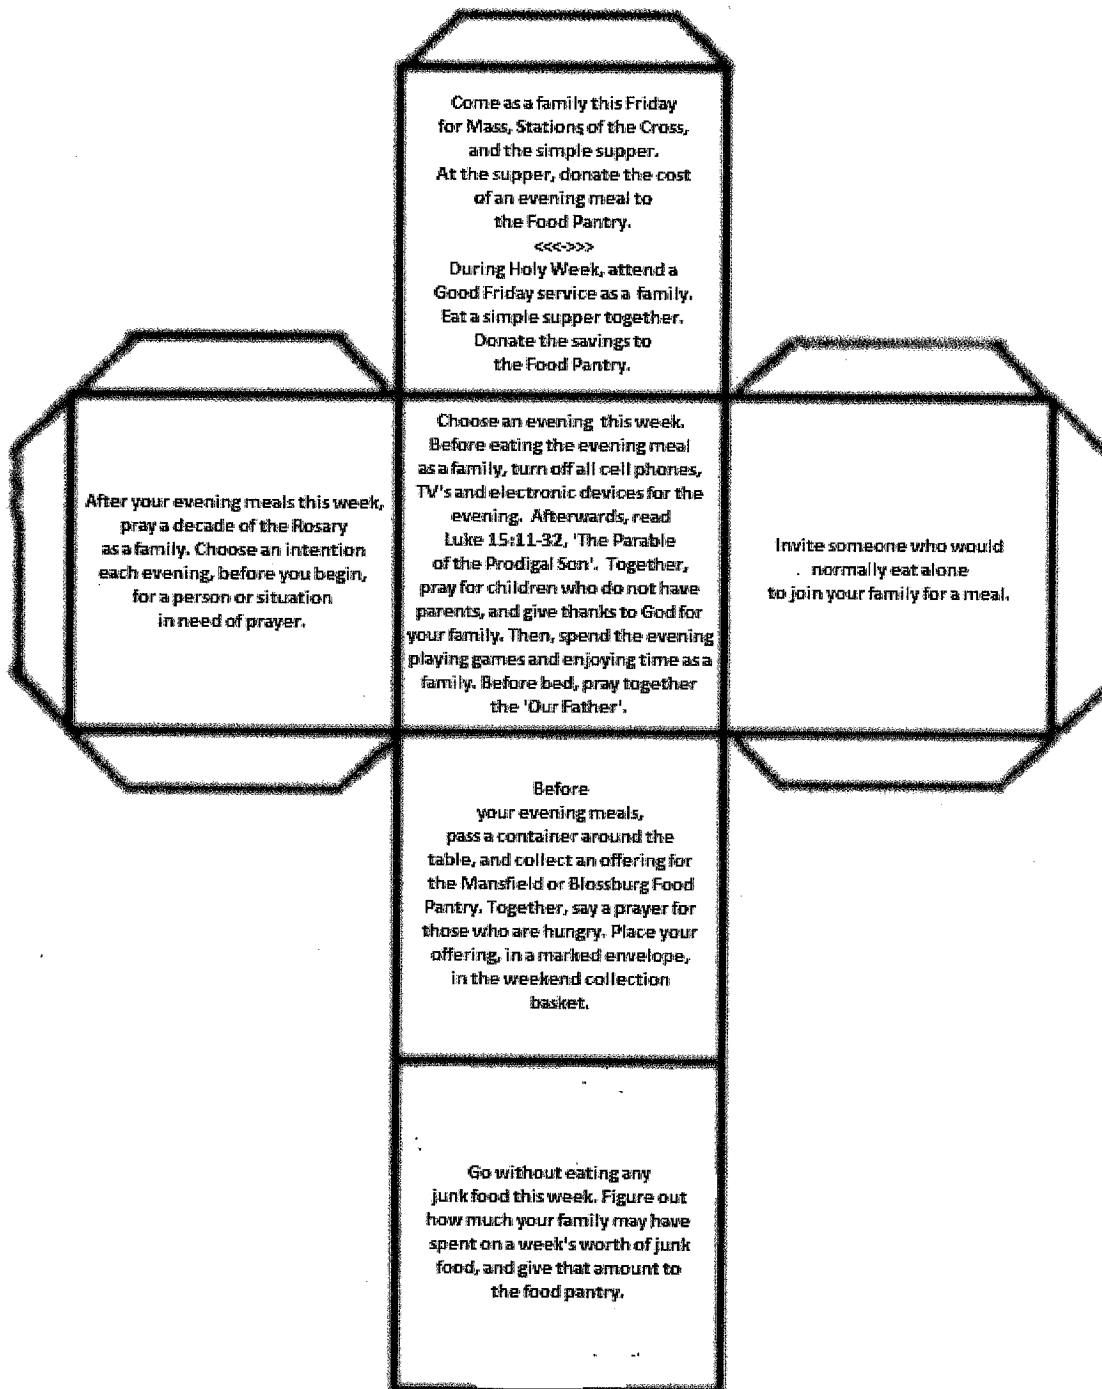 Come as a family this Friday
for Mass, Stations of the Cross,
and the simple supper.
At the supper, donate the cost
of an evening meal to
the Food Pantry.
<<<->>>
During Holy Week, attend a
Good Friday service as a family.
Eat a simple supper together.
Donate the savings to
the Food Pantry.
After your evening meals this week,
pray a decade of the Rosary
as a family. Choose an intention
each evening, before you begin,
for a person or situation
in need of prayer.
Choose an evening this week.
Before eating the evening meal
as a family, turn off all cell phones,
TV's and electronic devices for the
evening. Afterwards, read
Luke 15:11-32, 'The Parable
of the Prodigal Son'. Together,
pray for children who do not have
parents, and give thanks to God for
your family. Then, spend the evening
playing games and enjoying time as a
family. Before bed, pray together
the 'Our Father'.
Invite someone who would
normally eat alone
to join your family for a meal.
Before
your evening meals,
pass a container around the
table, and collect an offering for
the Mansfield or Blossburg Food
Pantry. Together, say a prayer for
those who are hungry. Place your
offering, in a marked envelope,
in the weekend collection
basket.
Go without eating any
junk food this week. Figure out
how much your family may have
spent on a week's worth of junk
food, and give that amount to
the food pantry.